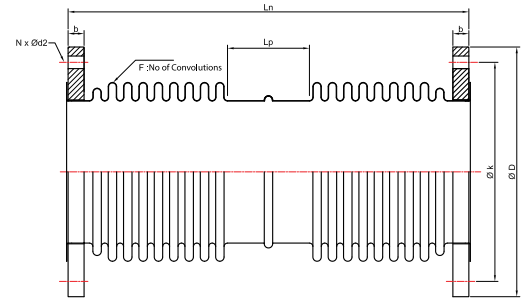 Ln
b
b
N x Ød2
Lp
F :No of Convolutions
Ø k
Ø D